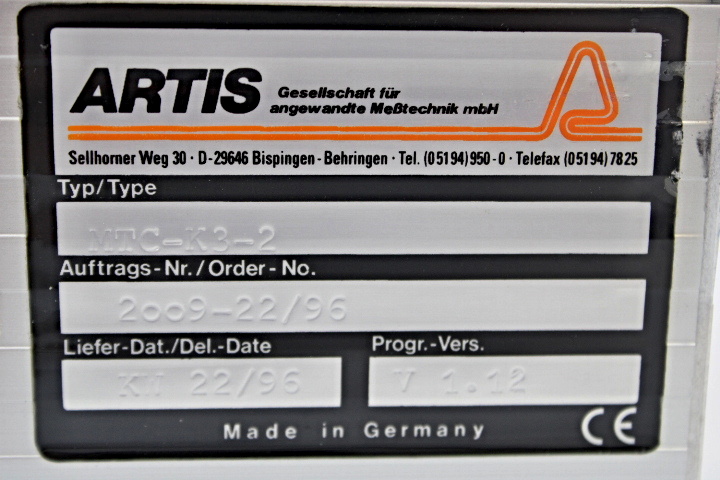 ARTIS Gesellschaft für
angewandte Meßtechnik mbH
Sellhorner Weg 30 · D-29646 Bispingen-Behringen · Tel. (05194) 950-0 · Telefax (05194) 7825
Typ/Type
MTC-K3-2
Auftrags-Nr./Order-No.
2009-22/96
Liefer-Dat./Del.-Date Progr.-Vers.
KW 22/96 V 1.12
Made in Germany CE